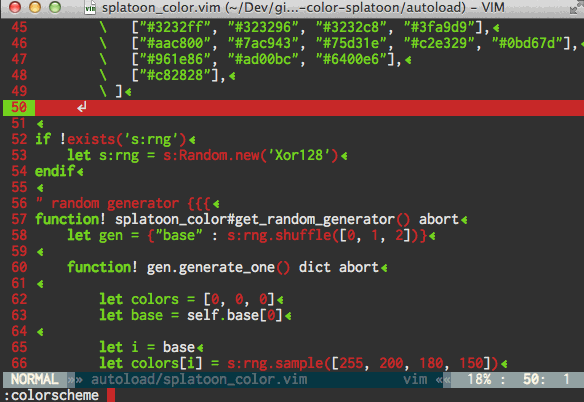 splatoon_color.vim (~/Dev/gi...-color-splatoon/autoload) - VIM
45 \ ["#3232ff", "#323296", "#3232c8", "#3fa9d9"],
46 \ ["#aac800", "#7ac943", "#75d31e", "#c2e329", "#0bd67d"],
47 \ ["#961e86", "#ad00bc", "#6400e6"],
48 \ ["#c82828"],
49 \ ]
50
51
52 if !exists('s:rng')
53 let s:rng = s:Random.new('Xor128')
54 endif
55
56 " random generator {{{
57 function! splatoon_color#get_random_generator() abort
58 let gen = {"base" : s:rng.shuffle([0, 1, 2])}
59
60 function! gen.generate_one() dict abort
61
62 let colors = [0, 0, 0]
63 let base = self.base[0]
64
65 let i = base
66 let colors[i] = s:rng.sample([255, 200, 180, 150])
NORMAL »» autoload/splatoon_color.vim vim «« 18% : 50: 1
:colorscheme